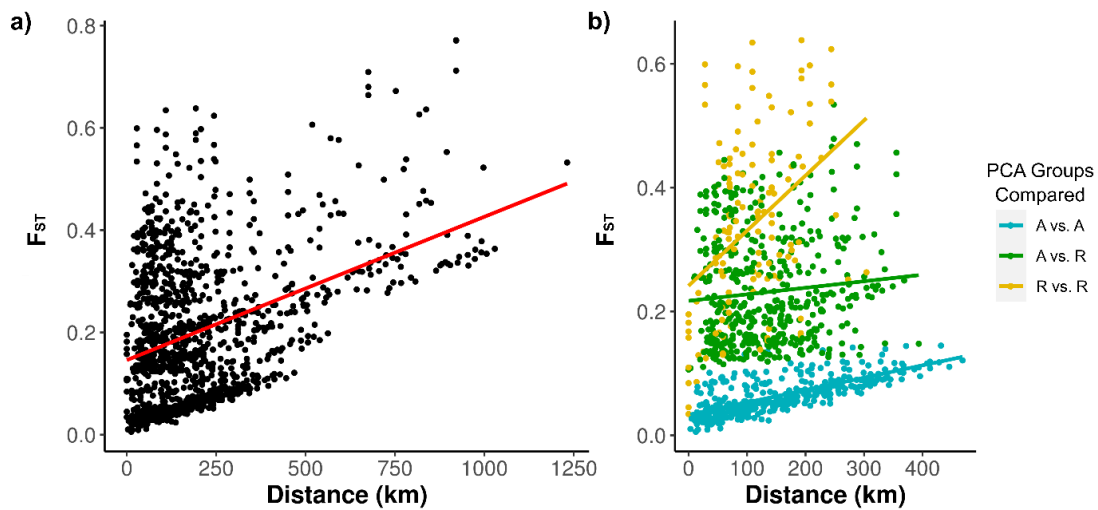 a)
0.8
0.6
0.4
0.2
0.0
FST
0 250 500 750 1000 1250
Distance (km)
b)
0.6
0.4
0.2
0.0
FST
0 100 200 300 400
Distance (km)
PCA Groups
Compared
A vs. A
A vs. R
R vs. R